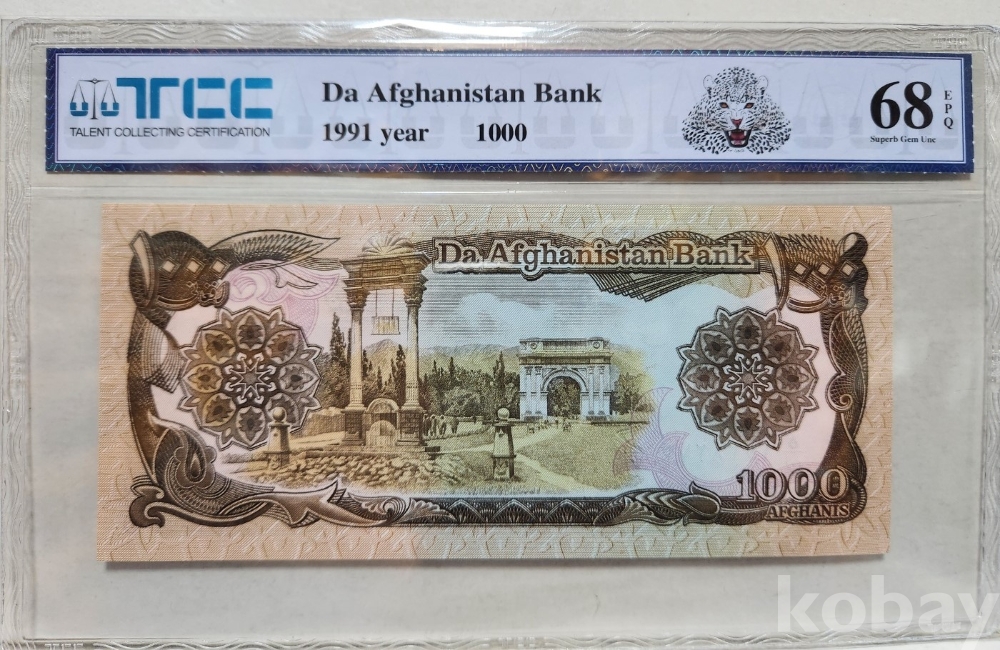 TCC
TALENT COLLECTING CERTIFICATION
Da Afghanistan Bank
1991 year 1000
68
EPQ
Superb Gem Unc
Da Afghanistan Bank
1000
AFGHANIS
kobay